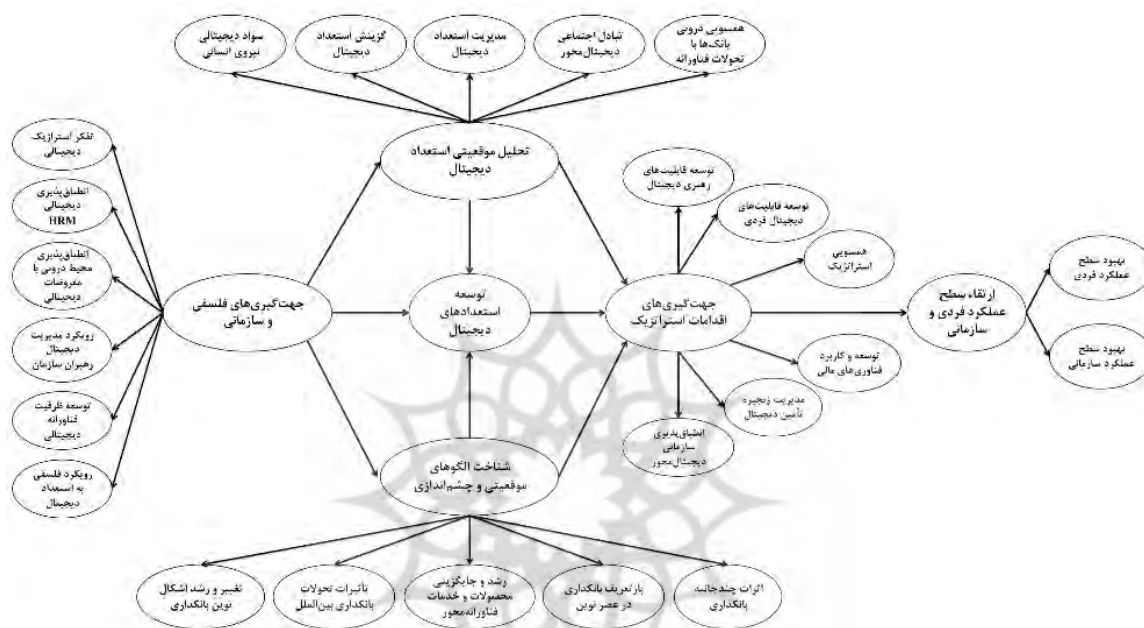 همسویی درونی
بانک‌ها با
تحولات فناورانه
تبادل اجتماعی
دیجیتال‌محور
مدیریت استعداد
دیجیتال
گزینش استعداد
دیجیتال
سواد دیجیتالی
نیروی انسانی
تحلیل موقعیتی استعداد
دیجیتال
تفکر استراتژیک
دیجیتالی
انطباق‌پذیری
دیجیتالی
HRM
انطباق‌پذیری
محیط درونی با
مفروضات
دیجیتالی
رویکرد مدیریت
دیجیتال
رهبران سازمان
توسعه ظرفیت
فناورانه
دیجیتالی
رویکرد فلسفی
به استعداد
دیجیتال
جهت‌گیری‌های فلسفی
و سازمانی
توسعه
استعدادهای
دیجیتال
جهت‌گیری‌های
اقدامات استراتژیک
توسعه قابلیت‌های
رهبری دیجیتال
توسعه قابلیت‌های
دیجیتال فردی
همسویی
استراتژیک
توسعه و کاربرد
فناوری‌های مالی
مدیریت زنجیره
تأمین دیجیتال
انطباق‌پذیری
سازمانی
دیجیتال‌محور
ارتقاء سطح
عملکرد فردی و
سازمانی
بهبود سطح
عملکرد فردی
بهبود سطح
عملکرد سازمانی
شناخت الگوهای
موقعیتی و چشم‌اندازی
اثرات چندجانبه
بانکداری
بازتعریف بانکداری
در عصر نوین
رشد و جایگزینی
محصولات و خدمات
فناورانه‌محور
تأثیرات تحولات
بانکداری بین‌الملل
تغییر و رشد اشکال
نوین بانکداری